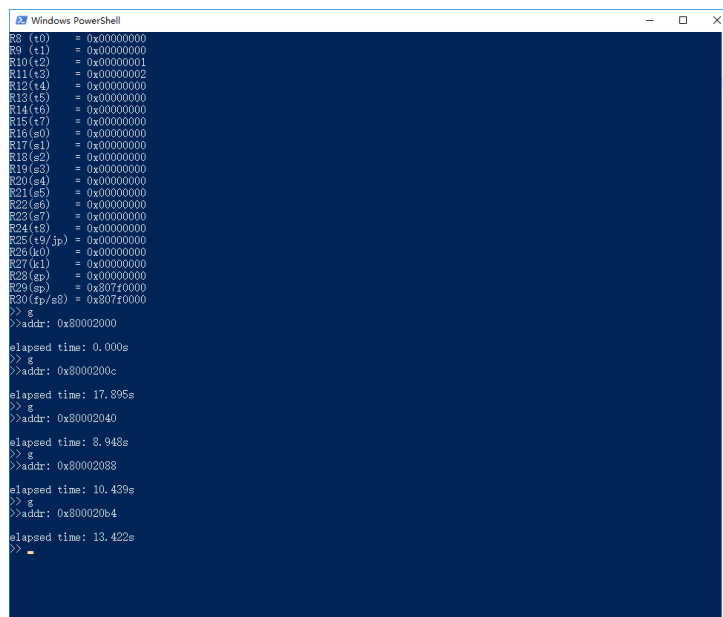 Windows PowerShell
R8 (t0)    = 0x00000000
R9 (t1)    = 0x00000000
R10(t2)    = 0x00000001
R11(t3)    = 0x00000002
R12(t4)    = 0x00000000
R13(t5)    = 0x00000000
R14(t6)    = 0x00000000
R15(t7)    = 0x00000000
R16(s0)    = 0x00000000
R17(s1)    = 0x00000000
R18(s2)    = 0x00000000
R19(s3)    = 0x00000000
R20(s4)    = 0x00000000
R21(s5)    = 0x00000000
R22(s6)    = 0x00000000
R23(s7)    = 0x00000000
R24(t8)    = 0x00000000
R25(t9/jp) = 0x00000000
R26(k0)    = 0x00000000
R27(k1)    = 0x00000000
R28(gp)    = 0x00000000
R29(sp)    = 0x807f0000
R30(fp/s8) = 0x807f0000
>> g
>>addr: 0x80002000
elapsed time: 0.000s
>> g
>>addr: 0x8000200c
elapsed time: 17.895s
>> g
>>addr: 0x80002040
elapsed time: 8.948s
>> g
>>addr: 0x80002088
elapsed time: 10.439s
>> g
>>addr: 0x800020b4
elapsed time: 13.422s
>>